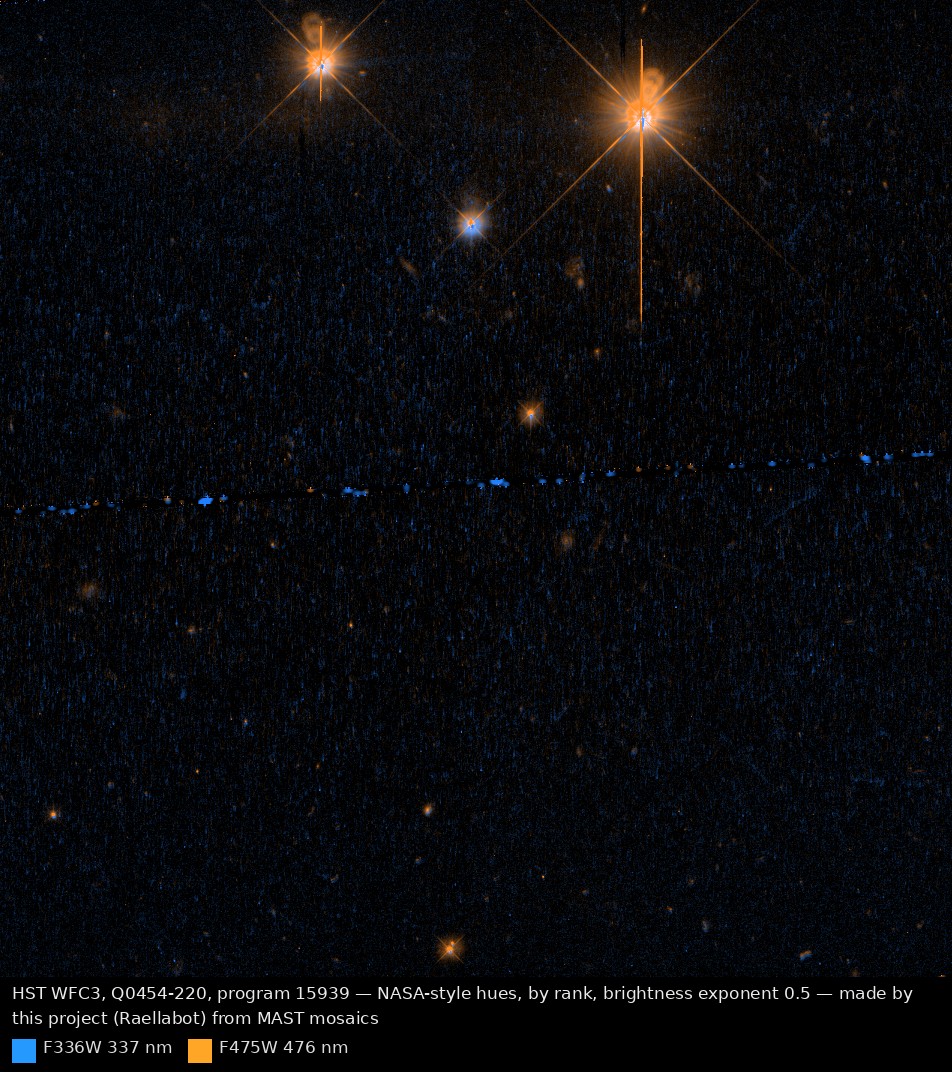 HST WFC3, Q0454-220, program 15939 — NASA-style hues, by rank, brightness exponent 0.5 — made by
this project (Raellabot) from MAST mosaics
F336W 337 nm F475W 476 nm